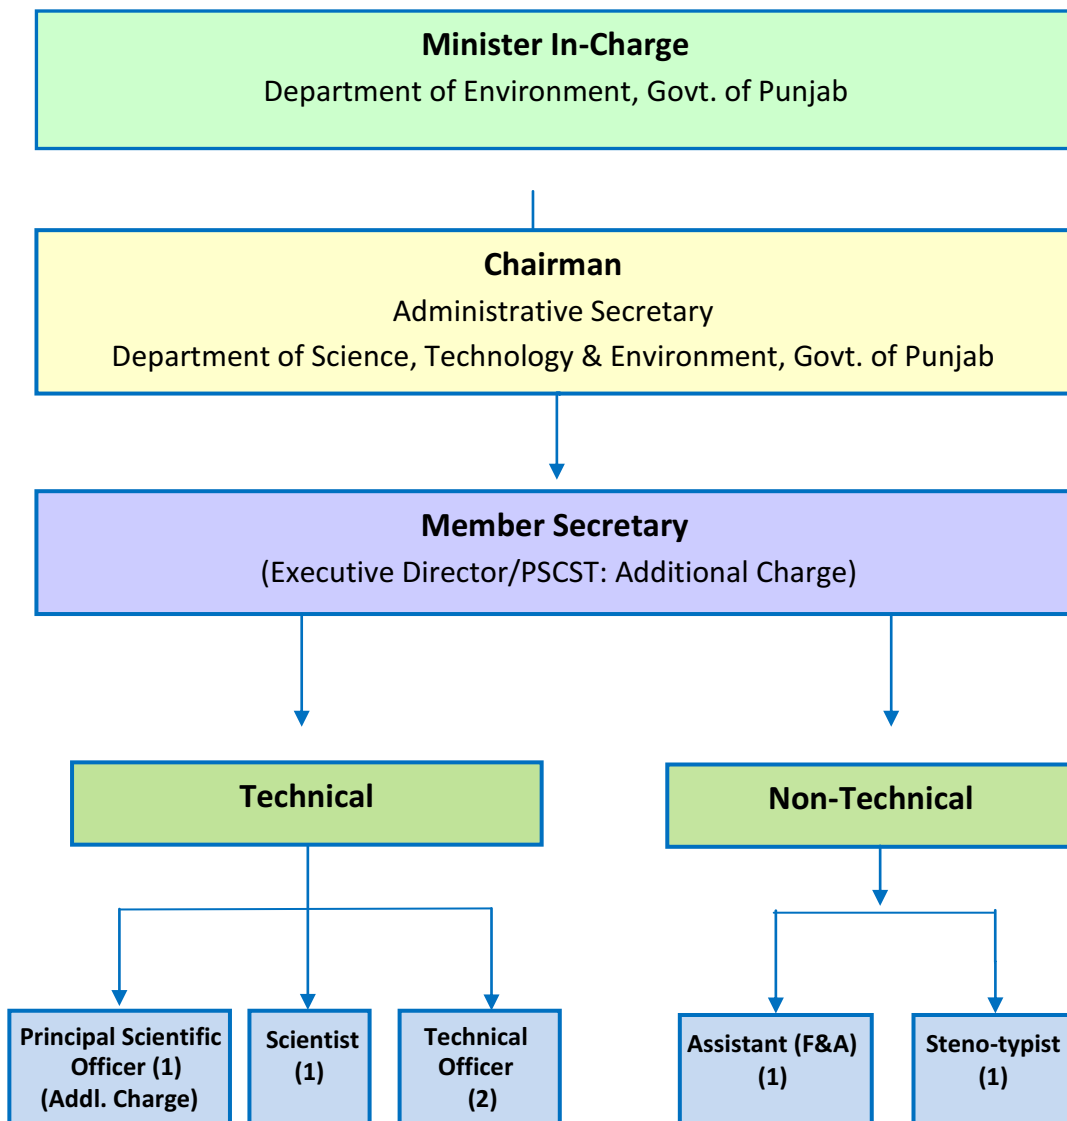 Minister In-Charge
Department of Environment, Govt. of Punjab
Chairman
Administrative Secretary
Department of Science, Technology & Environment, Govt. of Punjab
Member Secretary
(Executive Director/PSCST: Additional Charge)
Technical
Non-Technical
Principal Scientific
Officer (1)
(Addl. Charge)
Scientist
(1)
Technical
Officer
(2)
Assistant (F&A)
(1)
Steno-typist
(1)